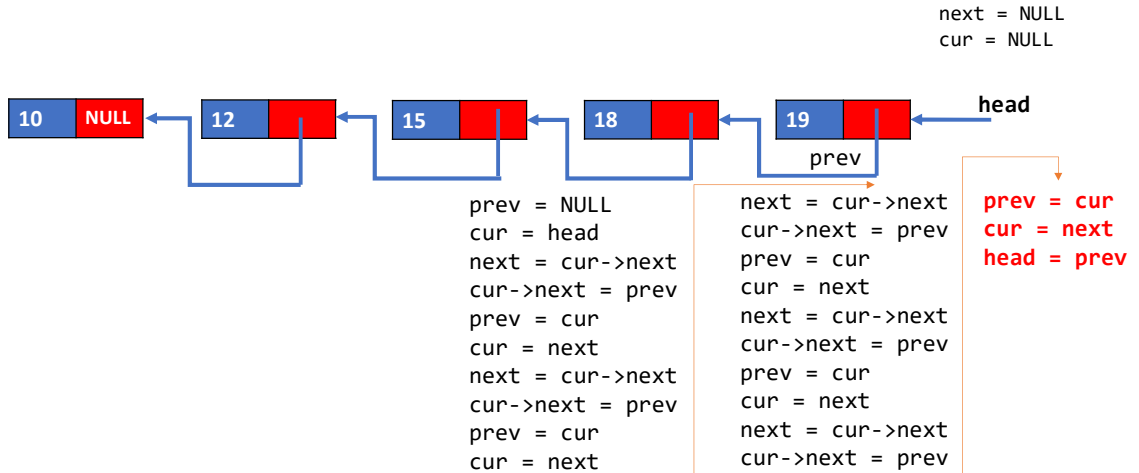 next = NULL
cur = NULL
10 NULL 12 15 18 19 head
prev
prev = NULL
cur = head
next = cur->next
cur->next = prev
prev = cur
cur = next
next = cur->next
cur->next = prev
prev = cur
cur = next
next = cur->next
cur->next = prev
prev = cur
cur = next
next = cur->next
cur->next = prev
prev = cur
cur = next
next = cur->next
cur->next = prev
prev = cur
cur = next
head = prev